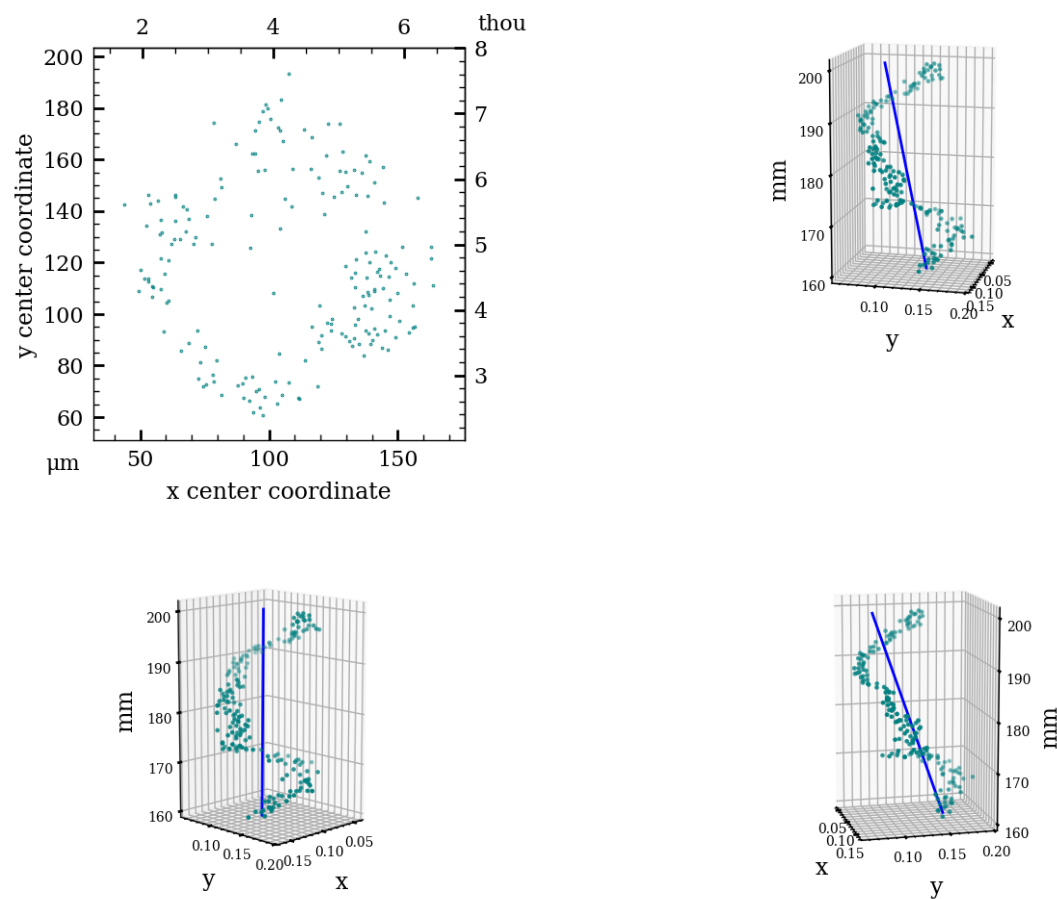 2 4 6 thou
200 180 160 140 120 100 80 60
y center coordinate
8 7 6 5 4 3
µm 50 100 150
x center coordinate
200 190 180 170 160
mm
0.10 0.15 0.20
y
0.05 0.10 0.15
x
200 190 180 170 160
mm
0.10 0.15 0.20
y
0.15 0.10 0.05
x
200 190 180 170 160
mm
0.05 0.10 0.15
x
0.10 0.15 0.20
y